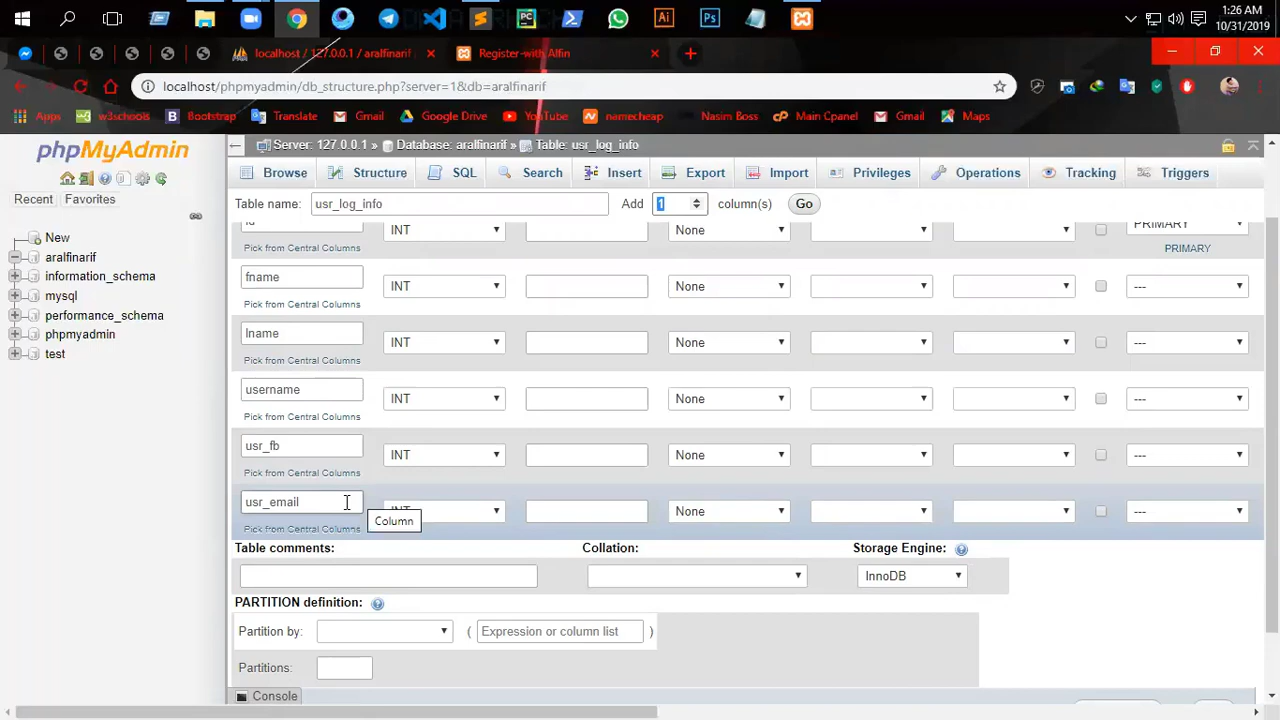 1:26 AM
10/31/2019
localhost / 127.0.0.1 / aralfinarif
Register with Alfin
localhost/phpmyadmin/db_structure.php?server=1&db=aralfinarif
Apps
w3schools
Bootstrap
Translate
Gmail
Google Drive
YouTube
namecheap
Nasim Boss
Main Cpanel
Gmail
Maps
phpMyAdmin
Recent
Favorites
New
aralfinarif
information_schema
mysql
performance_schema
phpmyadmin
test
Server: 127.0.0.1 » Database: aralfinarif » Table: usr_log_info
Browse
Structure
SQL
Search
Insert
Export
Import
Privileges
Operations
Tracking
Triggers
Table name: usr_log_info Add 1 column(s) Go
id INT None PRIMARY
Pick from Central Columns PRIMARY
fname INT None ---
Pick from Central Columns
lname INT None ---
Pick from Central Columns
username INT None ---
Pick from Central Columns
usr_fb INT None ---
Pick from Central Columns
usr_email INT None ---
Column
Pick from Central Columns
Table comments: Collation: Storage Engine:
InnoDB
PARTITION definition:
Partition by: ( Expression or column list )
Partitions:
Console